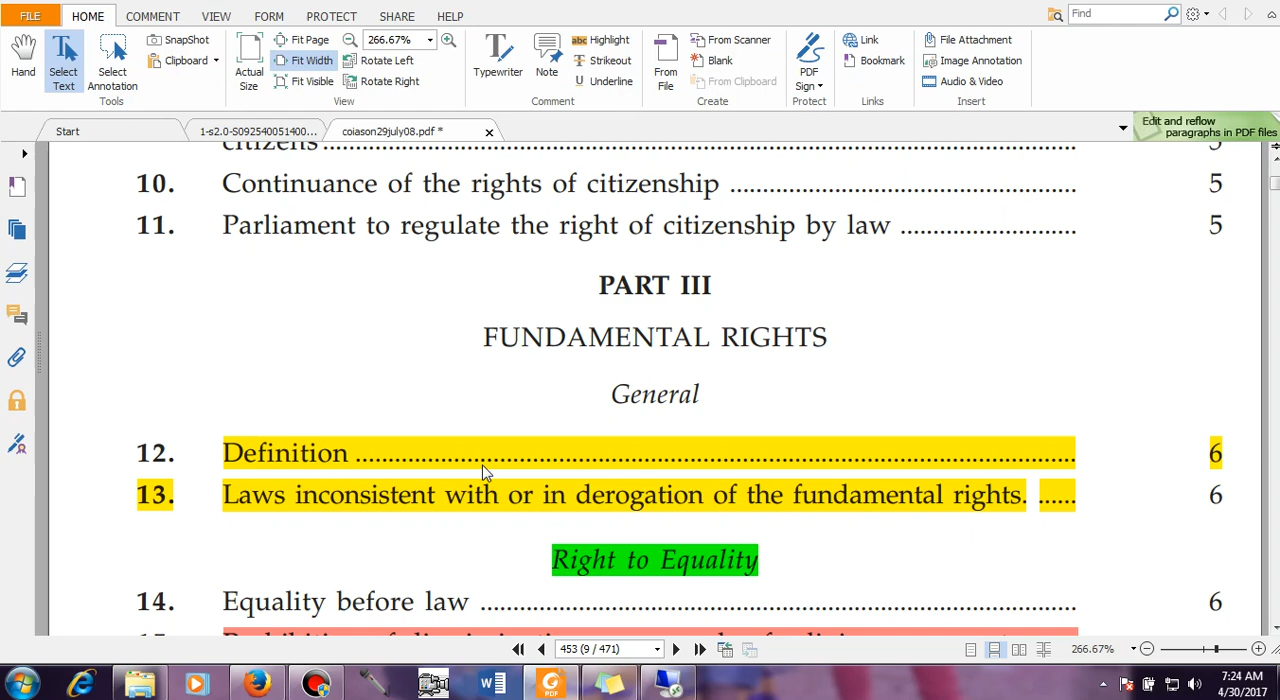 FILE HOME COMMENT VIEW FORM PROTECT SHARE HELP Find
Hand
Select Text
Select Annotation
SnapShot
Clipboard
Tools
Actual Size
Fit Page
Fit Width
Fit Visible
266.67%
Rotate Left
Rotate Right
View
Typewriter
Note
Highlight
Strikeout
Underline
Comment
From File
From Scanner
Blank
From Clipboard
Create
PDF Sign
Protect
Link
Bookmark
Links
File Attachment
Image Annotation
Audio & Video
Insert
Start 1-s2.0-S092540051400... coiason29july08.pdf *
Edit and reflow
paragraphs in PDF files
citizens .......... 5
10. Continuance of the rights of citizenship .......... 5
11. Parliament to regulate the right of citizenship by law .......... 5
PART III
FUNDAMENTAL RIGHTS
General
12. Definition .......... 6
13. Laws inconsistent with or in derogation of the fundamental rights. ...... 6
Right to Equality
14. Equality before law .......... 6
453 (9 / 471) 266.67%
7:24 AM
4/30/2017